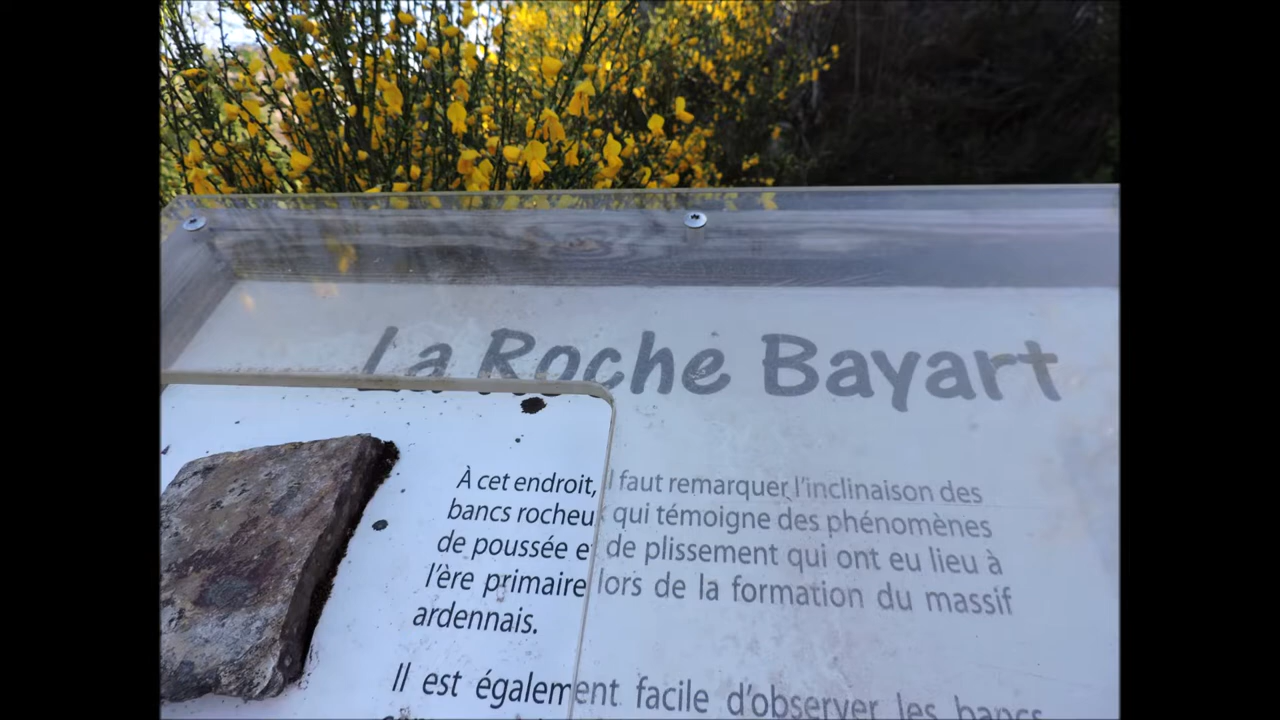 La Roche Bayart
À cet endroit, il faut remarquer l'inclinaison des
bancs rocheux qui témoigne des phénomènes
de poussée et de plissement qui ont eu lieu à
l'ère primaire lors de la formation du massif
ardennais.
Il est également facile d'observer les bancs